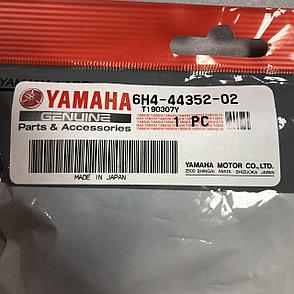 YAMAHA 6H4-44352-02
GENUINE T190307Y
Parts & Accessories
1 PC
YAMAHA MOTOR CO.,LTD.
MADE IN JAPAN 2500 SHINGAI IWATA SHIZUOKA JAPAN